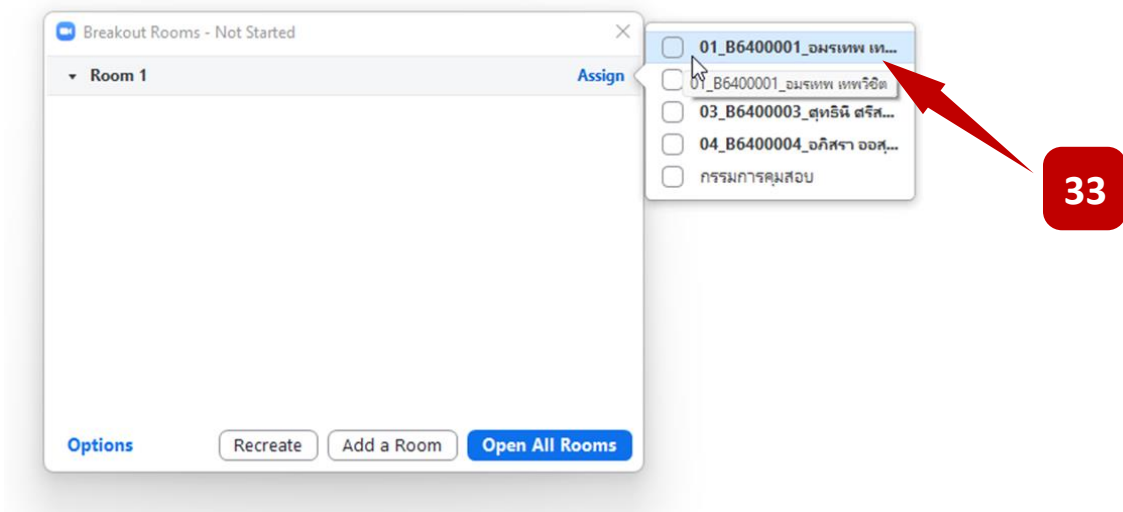 Breakout Rooms - Not Started
Room 1
Assign
01_B6400001_อมรเทพ เท...
01_B6400001_อมรเทพ เทพวิชิต
03_B6400003_สุทธินี ศรีส...
04_B6400004_อภิสรา ออสุ...
กรรมการคุมสอบ
33
Options
Recreate
Add a Room
Open All Rooms